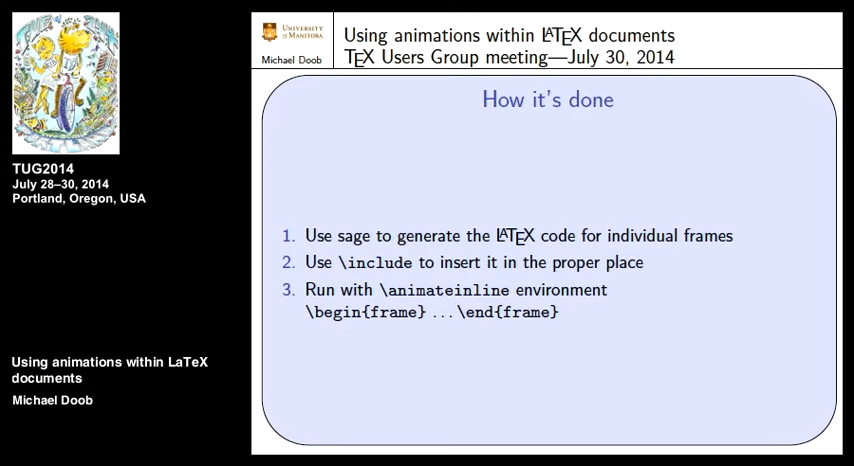 TUG2014
July 28–30, 2014
Portland, Oregon, USA
Using animations within LaTeX
documents
Michael Doob
UNIVERSITY
OF MANITOBA
Michael Doob
Using animations within LATEX documents
TEX Users Group meeting—July 30, 2014
How it's done
1. Use sage to generate the LATEX code for individual frames
2. Use \include to insert it in the proper place
3. Run with \animateinline environment
\begin{frame} ...\end{frame}